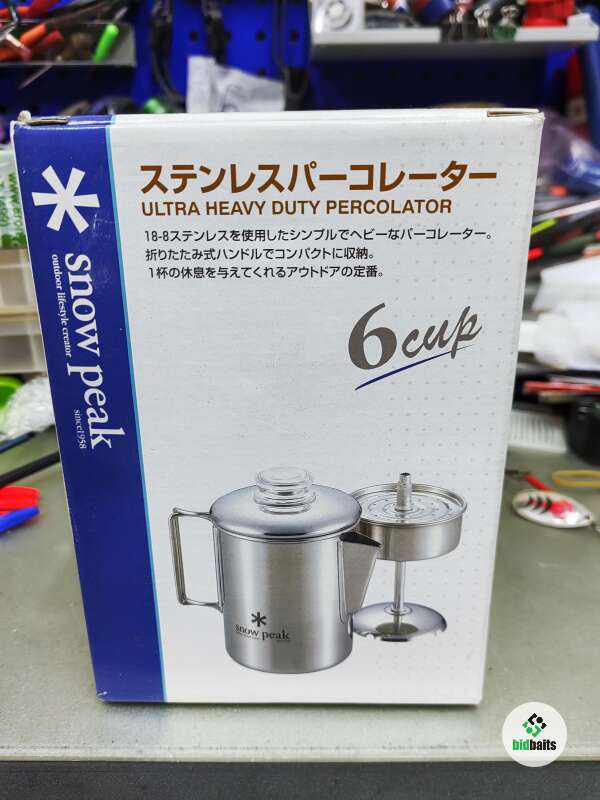 ステンレスパーコレーター
ULTRA HEAVY DUTY PERCOLATOR
18-8ステンレスを使用したシンプルでヘビーなパーコレーター。
折りたたみ式ハンドルでコンパクトに収納。
1杯の休息を与えてくれるアウトドアの定番。
6cup
snow peak
outdoor lifestyle creator
since1958
snow peak
bidbaits